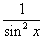 1
sin² x